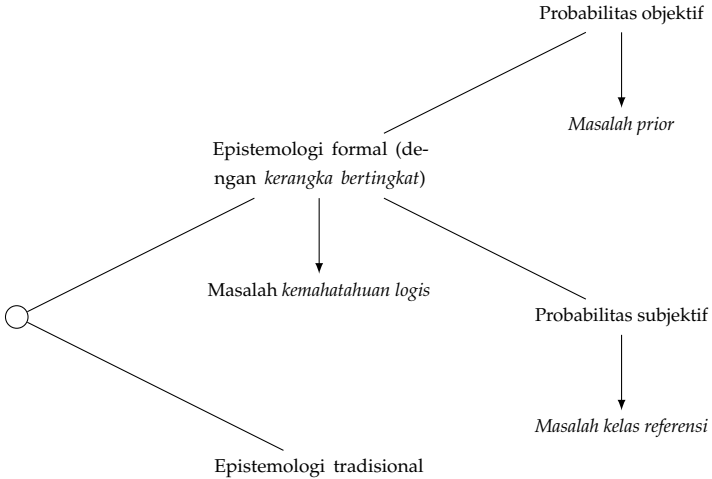 Probabilitas objektif
Masalah prior
Epistemologi formal (de-
ngan kerangka bertingkat)
Masalah kemahatahuan logis
Probabilitas subjektif
Masalah kelas referensi
Epistemologi tradisional